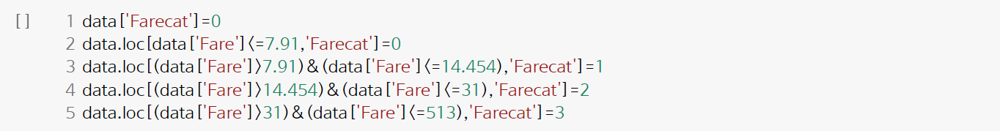 [ ] 1 data['Farecat']=0
2 data.loc[data['Fare']<=7.91,'Farecat']=0
3 data.loc[(data['Fare']>7.91)&(data['Fare']<=14.454),'Farecat']=1
4 data.loc[(data['Fare']>14.454)&(data['Fare']<=31),'Farecat']=2
5 data.loc[(data['Fare']>31)&(data['Fare']<=513),'Farecat']=3